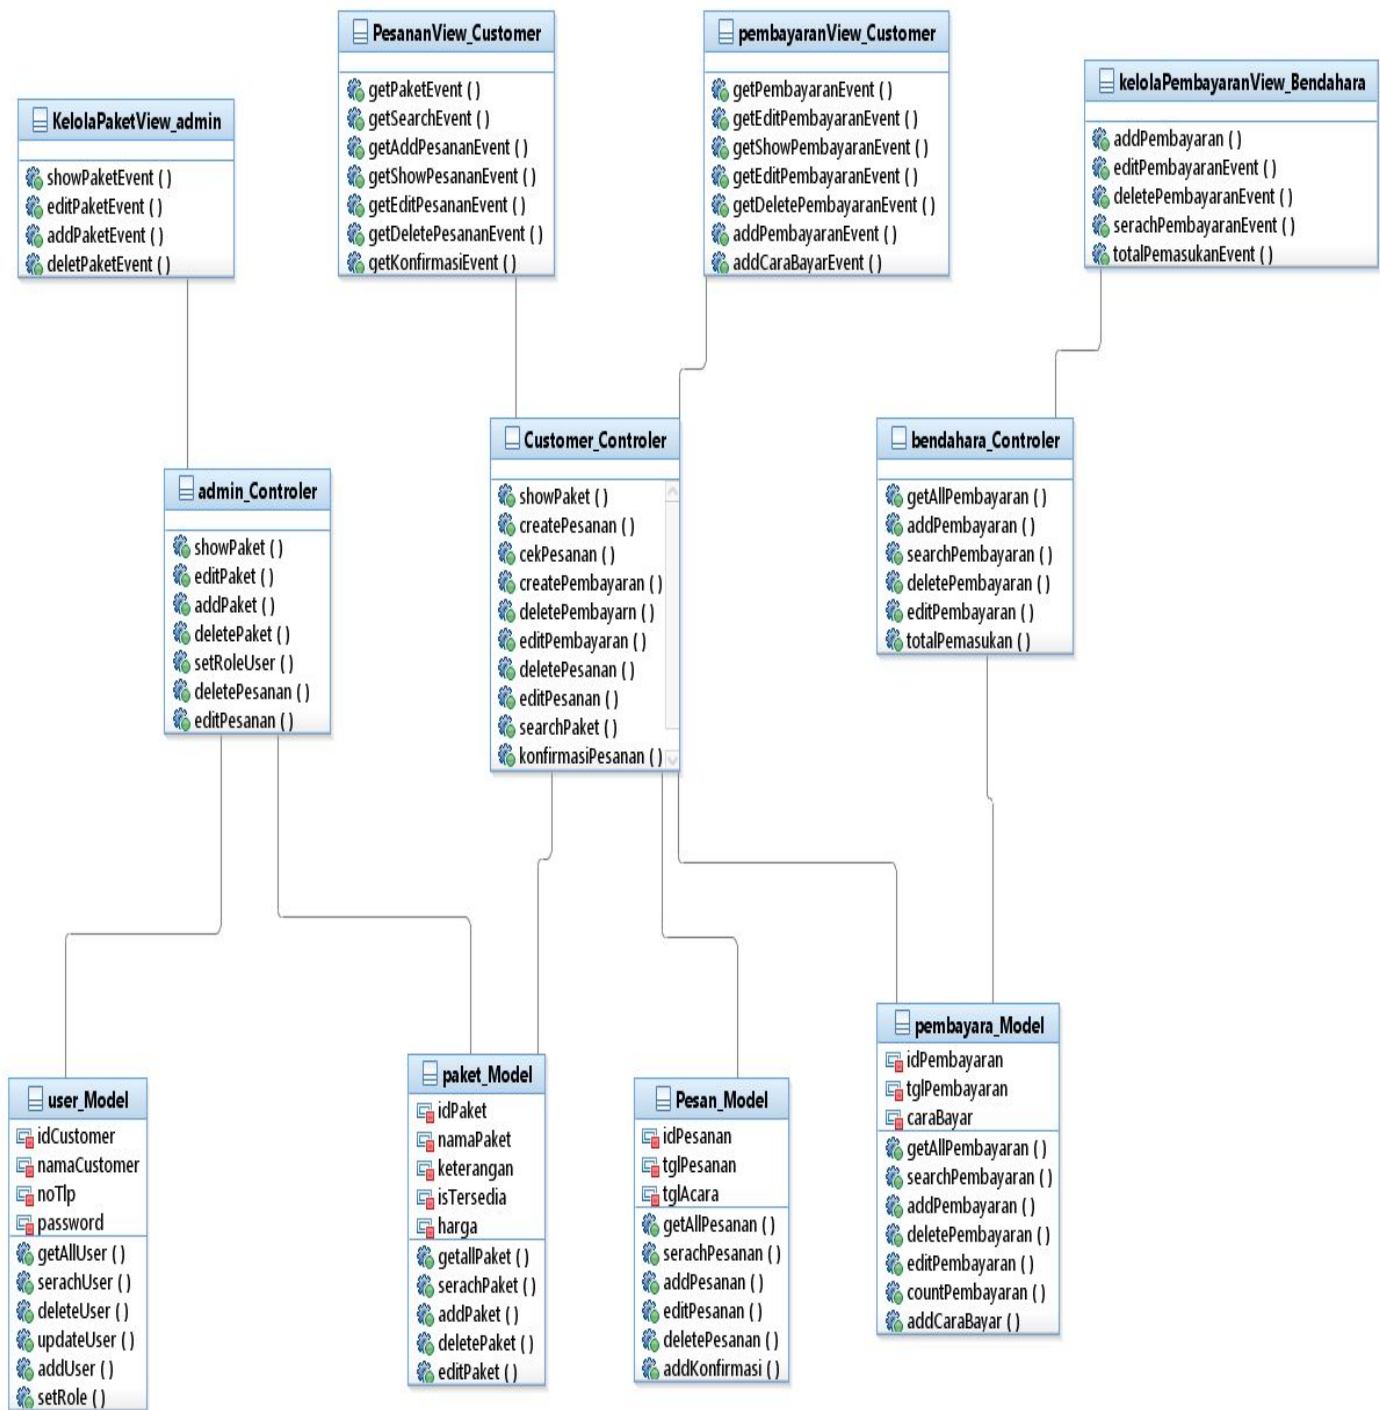 KelolaPaketView_admin
showPaketEvent ( )
editPaketEvent ( )
addPaketEvent ( )
deletPaketEvent ( )
PesananView_Customer
getPaketEvent ( )
getSearchEvent ( )
getAddPesananEvent ( )
getShowPesananEvent ( )
getEditPesananEvent ( )
getDeletePesananEvent ( )
getKonfirmasiEvent ( )
pembayaranView_Customer
getPembayaranEvent ( )
getEditPembayaranEvent ( )
getShowPembayaranEvent ( )
getEditPembayaranEvent ( )
getDeletePembayaranEvent ( )
addPembayaranEvent ( )
addCaraBayarEvent ( )
kelolaPembayaranView_Bendahara
addPembayaran ( )
editPembayaranEvent ( )
deletePembayaranEvent ( )
serachPembayaranEvent ( )
totalPemasukanEvent ( )
admin_Controler
showPaket ( )
editPaket ( )
addPaket ( )
deletePaket ( )
setRoleUser ( )
deletePesanan ( )
editPesanan ( )
Customer_Controler
showPaket ( )
createPesanan ( )
cekPesanan ( )
createPembayaran ( )
deletePembayarn ( )
editPembayaran ( )
deletePesanan ( )
editPesanan ( )
searchPaket ( )
konfirmasiPesanan ( )
bendahara_Controler
getAllPembayaran ( )
addPembayaran ( )
searchPembayaran ( )
deletePembayaran ( )
editPembayaran ( )
totalPemasukan ( )
user_Model
idCustomer
namaCustomer
noTlp
password
getAllUser ( )
serachUser ( )
deleteUser ( )
updateUser ( )
addUser ( )
setRole ( )
paket_Model
idPaket
namaPaket
keterangan
isTersedia
harga
getallPaket ( )
serachPaket ( )
addPaket ( )
deletePaket ( )
editPaket ( )
Pesan_Model
idPesanan
tglPesanan
tglAcara
getAllPesanan ( )
serachPesanan ( )
addPesanan ( )
editPesanan ( )
deletePesanan ( )
addKonfirmasi ( )
pembayara_Model
idPembayaran
tglPembayaran
caraBayar
getAllPembayaran ( )
searchPembayaran ( )
addPembayaran ( )
deletePembayaran ( )
editPembayaran ( )
countPembayaran ( )
addCaraBayar ( )